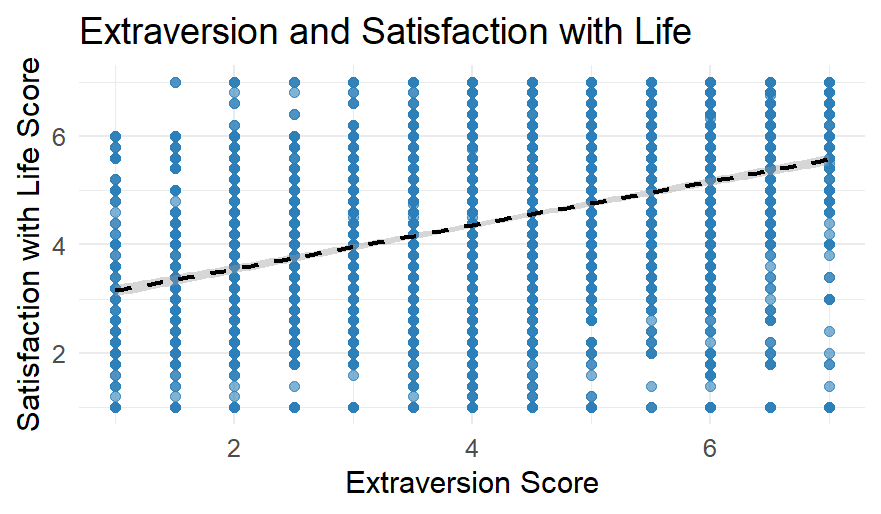 Extraversion and Satisfaction with Life
Satisfaction with Life Score
6
4
2
2
4
6
Extraversion Score